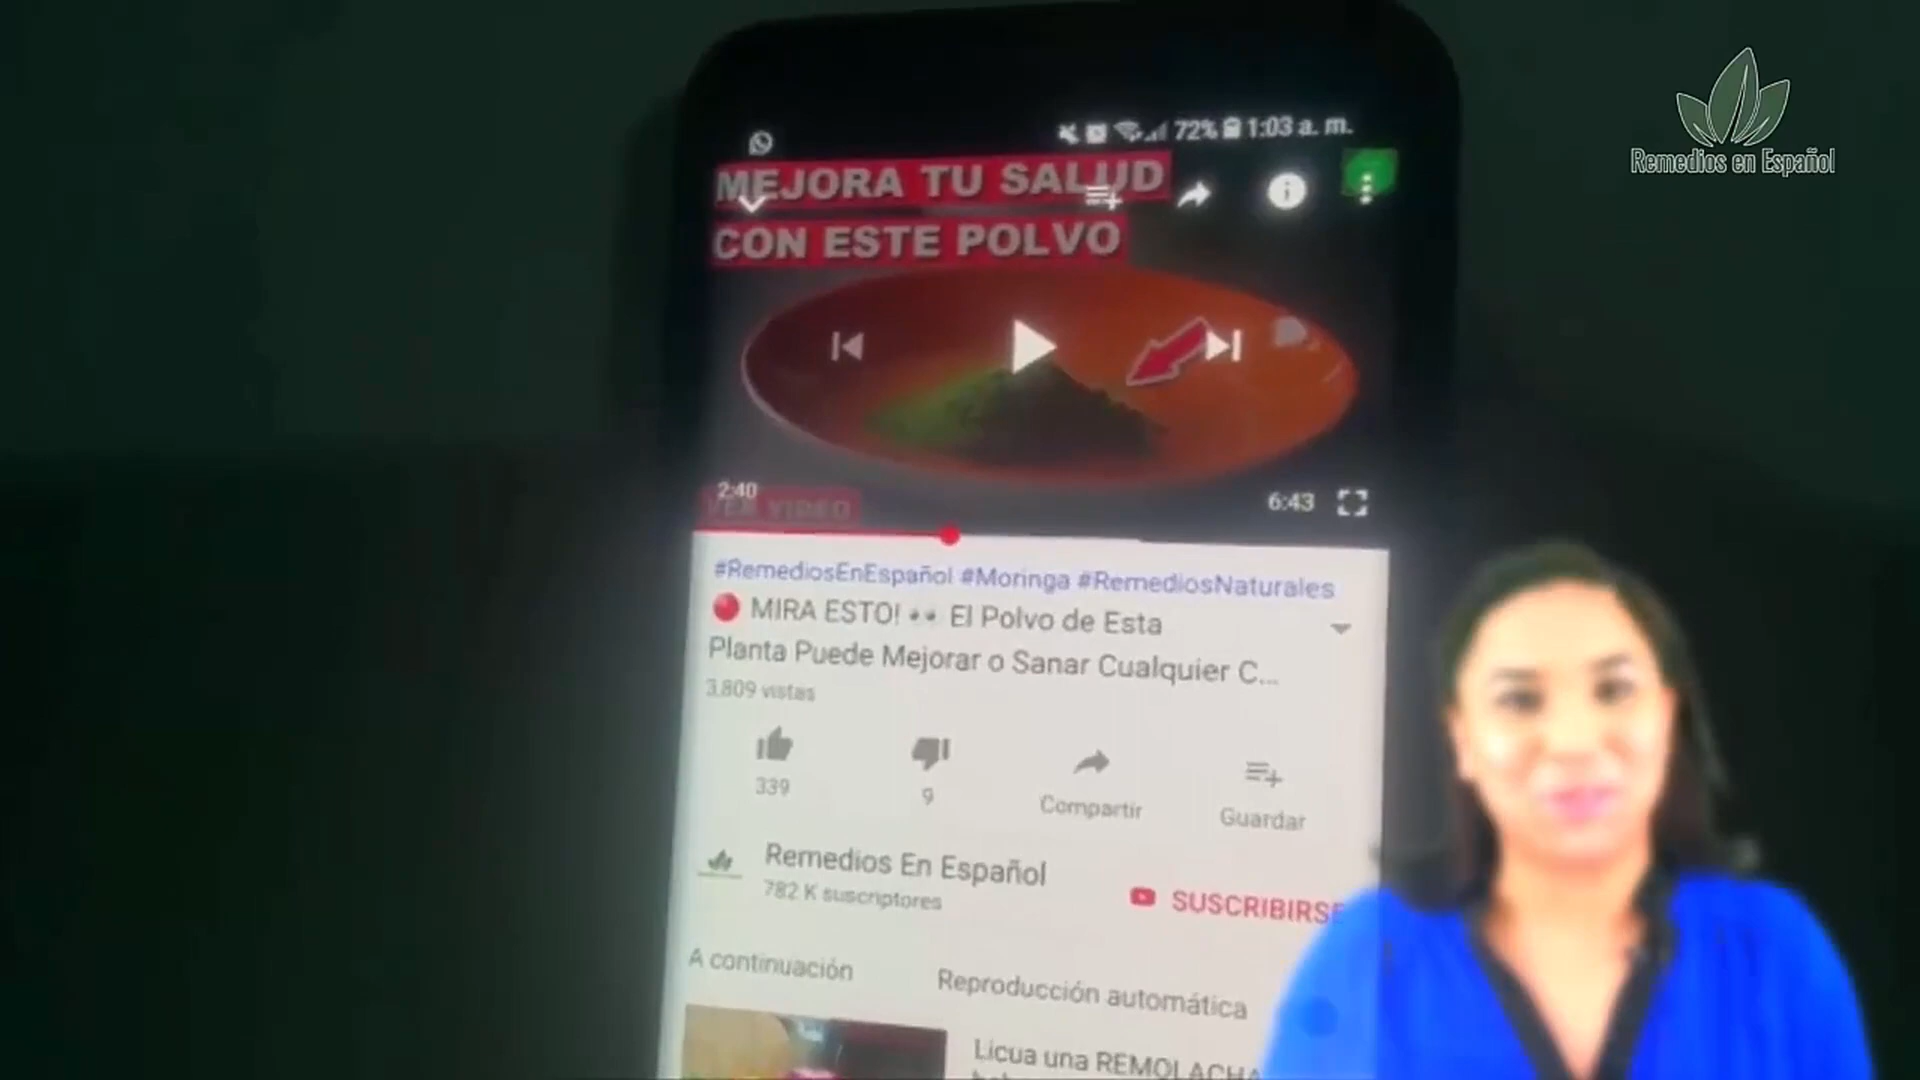 72% 1:03 a. m.
MEJORA TU SALUD
CON ESTE POLVO
Remedios en Español
2:40
VER VIDEO
6:43
#RemediosEnEspañol #Moringa #RemediosNaturales
MIRA ESTO! El Polvo de Esta
Planta Puede Mejorar o Sanar Cualquier C...
3,809 vistas
339
9
Compartir
Guardar
Remedios En Español
782 K suscriptores
SUSCRIBIRSE
A continuación
Reproducción automática
Licua una REMOLACHA